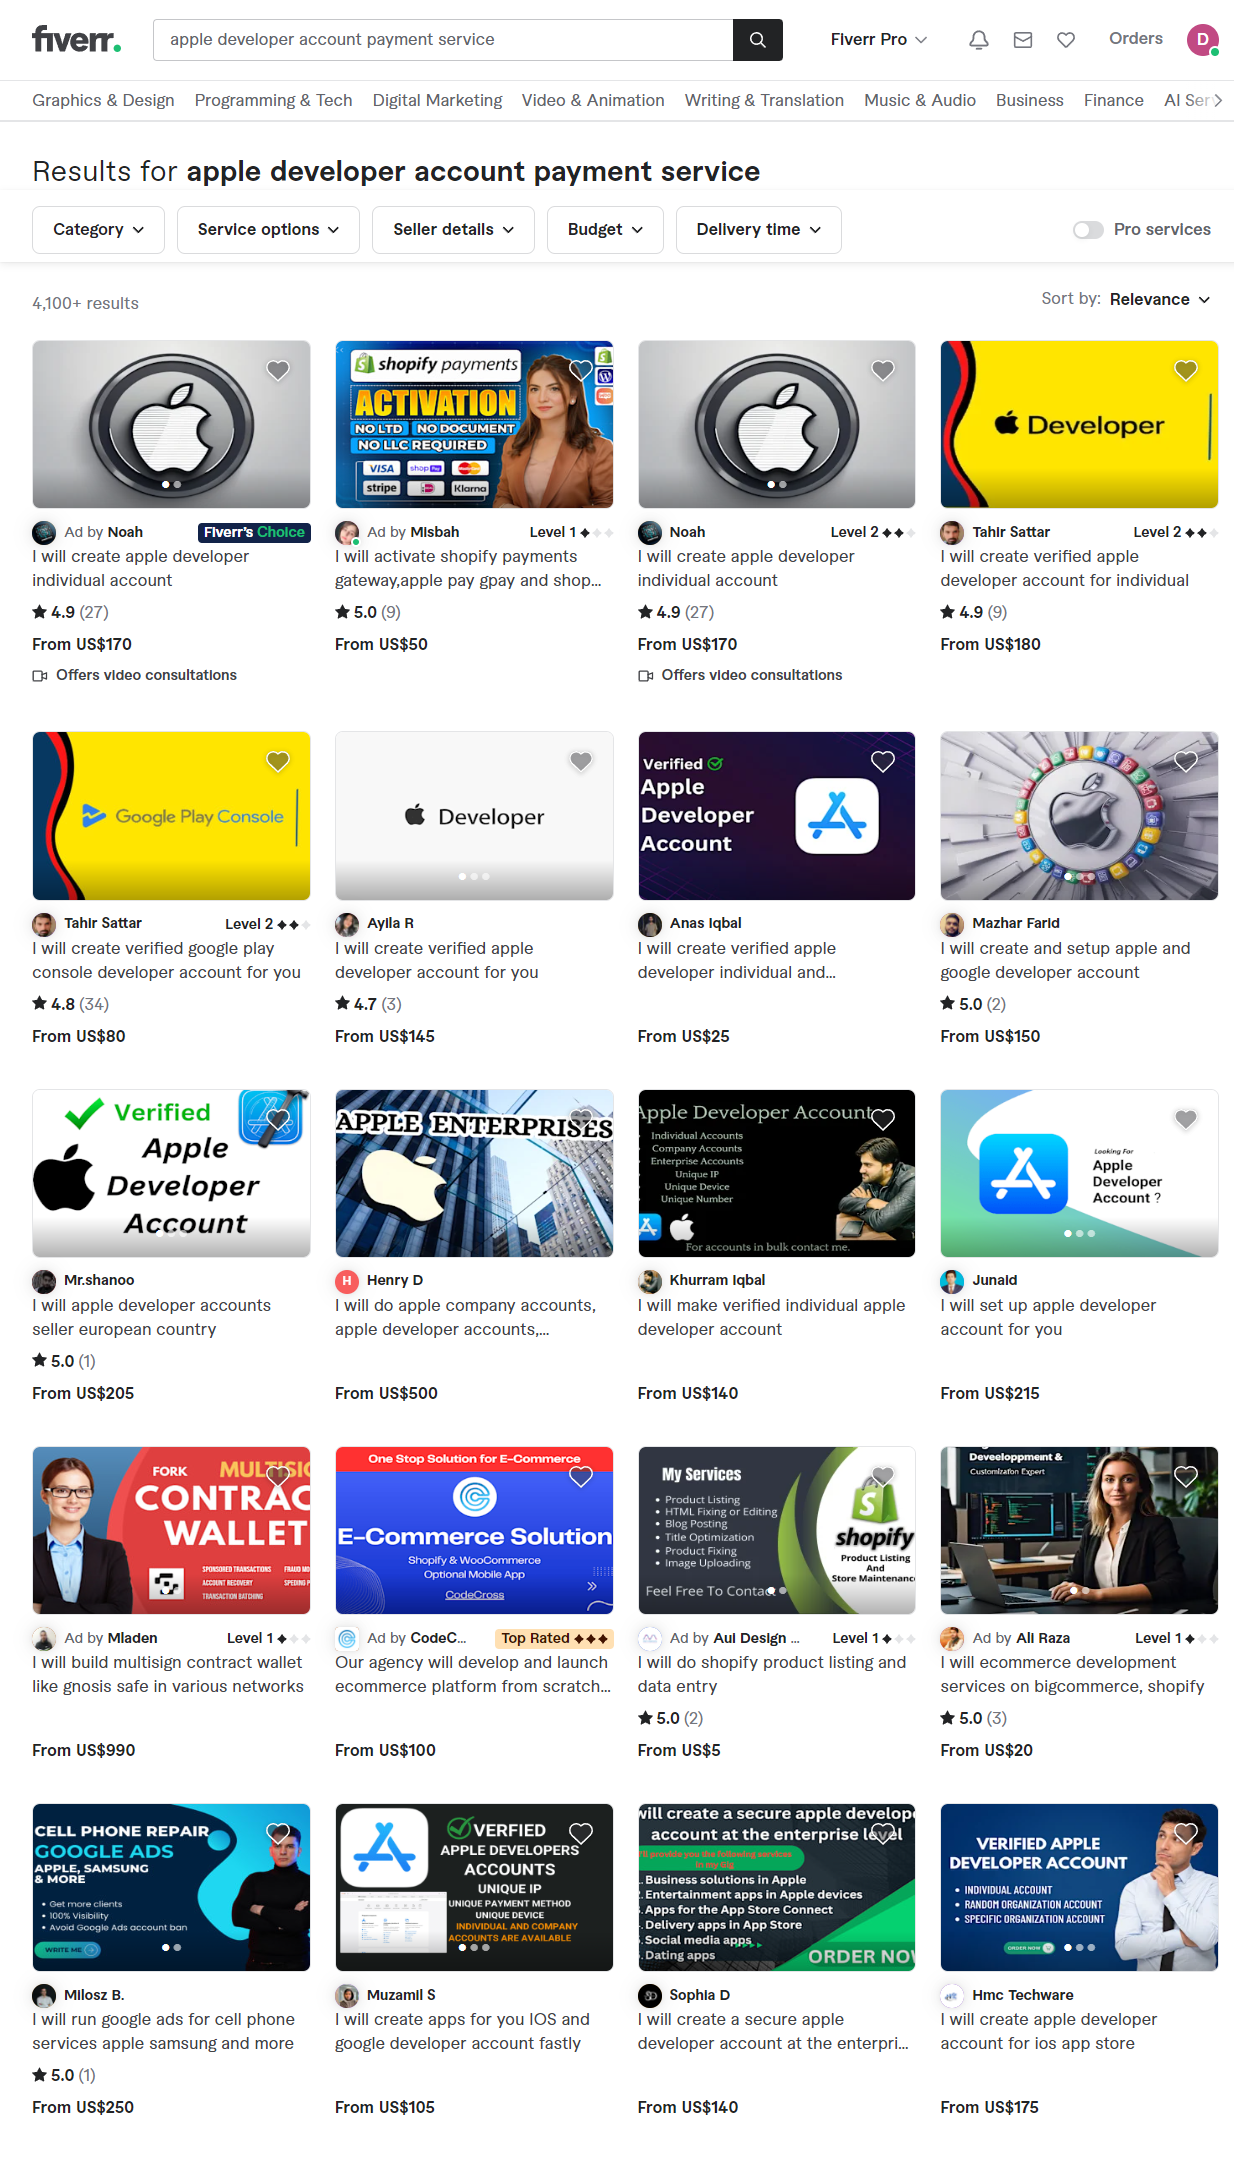 fiverr.
apple developer account payment service
Fiverr Pro
Orders
D
Graphics & Design
Programming & Tech
Digital Marketing
Video & Animation
Writing & Translation
Music & Audio
Business
Finance
AI Ser
Results for apple developer account payment service
Category
Service options
Seller details
Budget
Delivery time
Pro services
4,100+ results
Sort by: Relevance
Ad by Noah
Fiverr's Choice
I will create apple developer
individual account
4.9 (27)
From US$170
Offers video consultations
shopify payments
ACTIVATION
NO LTD
NO DOCUMENT
NO LLC REQUIRED
VISA
shop Pay
MasterCard
stripe
Klarna
Ad by Misbah
Level 1
I will activate shopify payments
gateway,apple pay gpay and shop...
5.0 (9)
From US$50
Noah
Level 2
I will create apple developer
individual account
4.9 (27)
From US$170
Offers video consultations
Developer
Tahir Sattar
Level 2
I will create verified apple
developer account for individual
4.9 (9)
From US$180
Google Play Console
Tahir Sattar
Level 2
I will create verified google play
console developer account for you
4.8 (34)
From US$80
Developer
Ayila R
I will create verified apple
developer account for you
4.7 (3)
From US$145
Verified
Apple
Developer
Account
Anas Iqbal
I will create verified apple
developer individual and...
From US$25
Mazhar Farid
I will create and setup apple and
google developer account
5.0 (2)
From US$150
Verified
Apple
Developer
Account
Mr.shanoo
I will apple developer accounts
seller european country
5.0 (1)
From US$205
APPLE ENTERPRISES
H
Henry D
I will do apple company accounts,
apple developer accounts,...
From US$500
Apple Developer Account
Individual Accounts
Company Accounts
Enterprise Accounts
Unique IP
Unique Device
Unique Number
For accounts in bulk contact me.
Khurram Iqbal
I will make verified individual apple
developer account
From US$140
Looking For
Apple
Developer
Account ?
Junaid
I will set up apple developer
account for you
From US$215
FORK
MULTISIG
CONTRAC
WALLET
SPONSORED TRANSACTIONS
FRAUD MO
ACCOUNT RECOVERY
SPEDING P
TRANSACTION BATCHING
Ad by Mladen
Level 1
I will build multisign contract wallet
like gnosis safe in various networks
From US$990
One Stop Solution for E-Commerce
E-Commerce Solution
Shopify & WooCommerce
Optional Mobile App
CodeCross
Ad by CodeC...
Top Rated
Our agency will develop and launch
ecommerce platform from scratch...
From US$100
My Services
Product Listing
HTML Fixing or Editing
Blog Posting
Title Optimization
Product Fixing
Image Uploading
Feel Free To Contact
shopify
Product Listing
And
Store Maintenanc
Ad by Aui Design ...
Level 1
I will do shopify product listing and
data entry
5.0 (2)
From US$5
Developpment &
Customization Expert
Ad by Ali Raza
Level 1
I will ecommerce development
services on bigcommerce, shopify
5.0 (3)
From US$20
CELL PHONE REPAIR
GOOGLE ADS
APPLE, SAMSUNG
& MORE
Get more clients
100% Visibility
Avoid Google Ads account ban
WRITE ME
Milosz B.
I will run google ads for cell phone
services apple samsung and more
5.0 (1)
From US$250
VERFIED
APPLE DEVELOPERS
ACCOUNTS
UNIQUE IP
UNIQUE PAYMENT METHOD
UNIQUE DEVICE
INDIVIDUAL AND COMPANY
ACCOUNTS ARE AVAILABLE
Muzamil S
I will create apps for you IOS and
google developer account fastly
From US$105
will create a secure apple develope
account at the enterprise level
I'll provide you the following services
in my Gig
Business solutions in Apple
Entertainment apps in Apple devices
Apps for the App Store Connect
Delivery apps in App Store
Social media apps
Dating apps
ORDER NOW
Sophia D
I will create a secure apple
developer account at the enterpri...
From US$140
VERIFIED APPLE
DEVELOPER ACCOUNT
INDIVIDUAL ACCOUNT
RANDOM ORGANIZATION ACCOUNT
SPECIFIC ORGANIZATION ACCOUNT
ORDER NOW
Hmc Techware
I will create apple developer
account for ios app store
From US$175